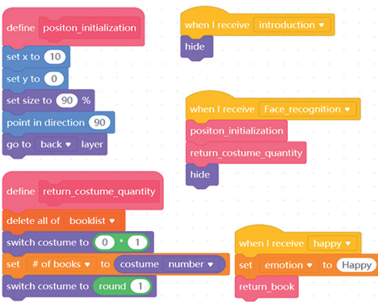 define positon_initialization
set x to 10
set y to 0
set size to 90 %
point in direction 90
go to back layer
define return_costume_quantity
delete all of booklist
switch costume to 0 * 1
set # of books to costume number
switch costume to round 1
when I receive introduction
hide
when I receive Face_recognition
positon_initialization
return_costume_quantity
hide
when I receive happy
set emotion to Happy
return_book